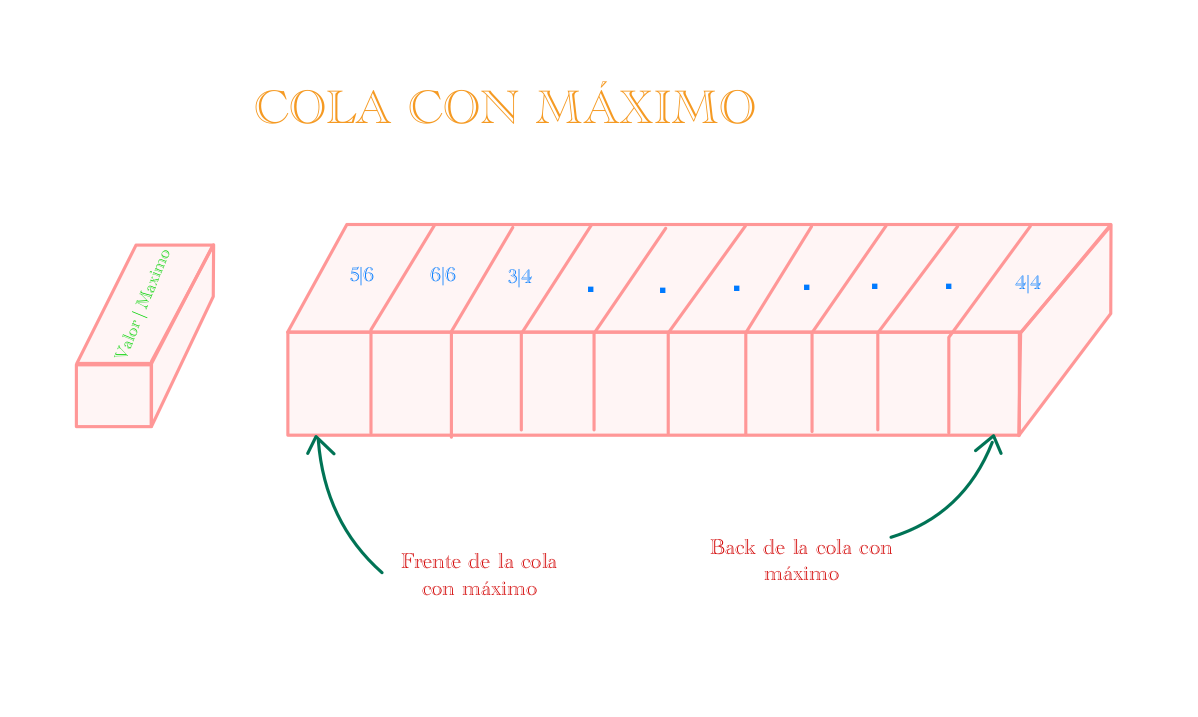 COLA CON MÁXIMO
Valor | Maximo
5|6
6|6
3|4
. . . . . .
4|4
Frente de la cola
con máximo
Back de la cola con
máximo